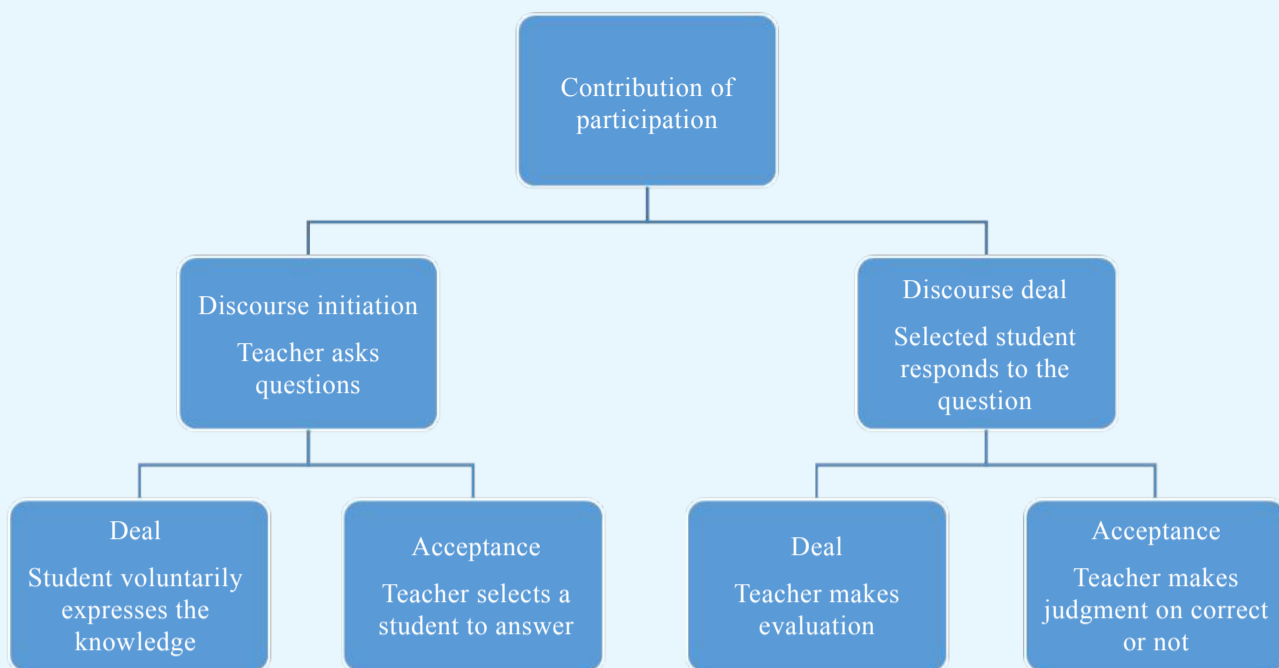 Contribution of
participation
Discourse initiation
Teacher asks
questions
Discourse deal
Selected student
responds to the
question
Deal
Student voluntarily
expresses the
knowledge
Acceptance
Teacher selects a
student to answer
Deal
Teacher makes
evaluation
Acceptance
Teacher makes
judgment on correct
or not